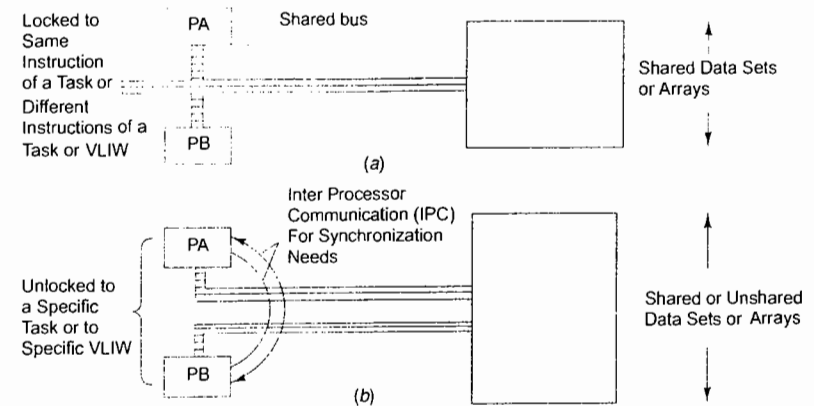 Locked to
Same
Instruction
of a Task or
Different
Instructions of a
Task or VLIW
PA
Shared bus
PB
Shared Data Sets
or Arrays
(a)
Inter Processor
Communication (IPC)
For Synchronization
Needs
PA
Unlocked to
a Specific
Task or to
Specific VLIW
PB
Shared or Unshared
Data Sets or Arrays
(b)